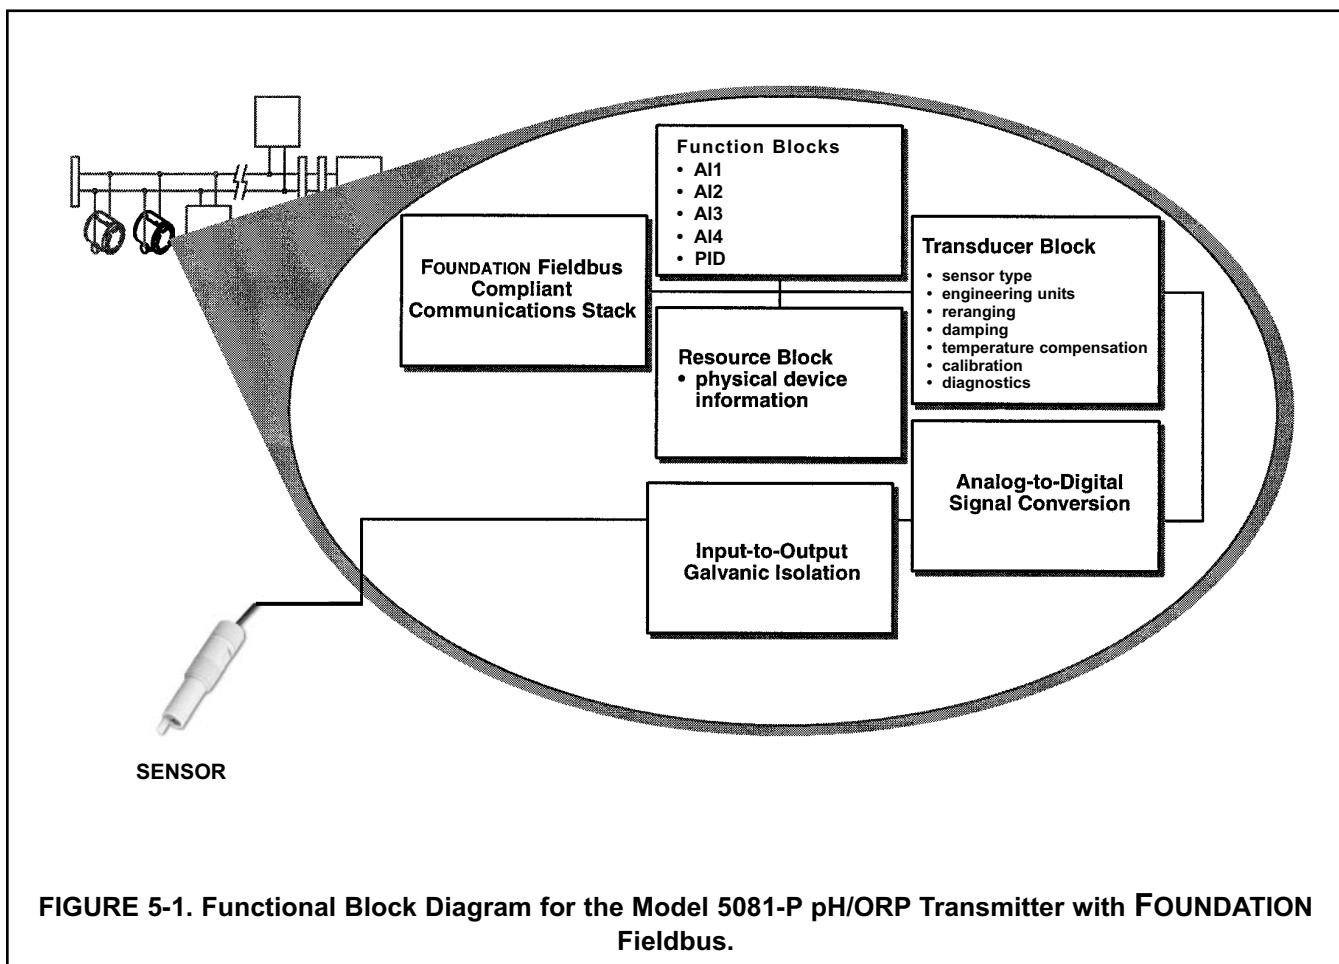 Function Blocks
• AI1
• AI2
• AI3
• AI4
• PID
FOUNDATION Fieldbus
Compliant
Communications Stack
Transducer Block
• sensor type
• engineering units
• reranging
• damping
• temperature compensation
• calibration
• diagnostics
Resource Block
• physical device
information
Analog-to-Digital
Signal Conversion
Input-to-Output
Galvanic Isolation
SENSOR
FIGURE 5-1. Functional Block Diagram for the Model 5081-P pH/ORP Transmitter with FOUNDATION
Fieldbus.